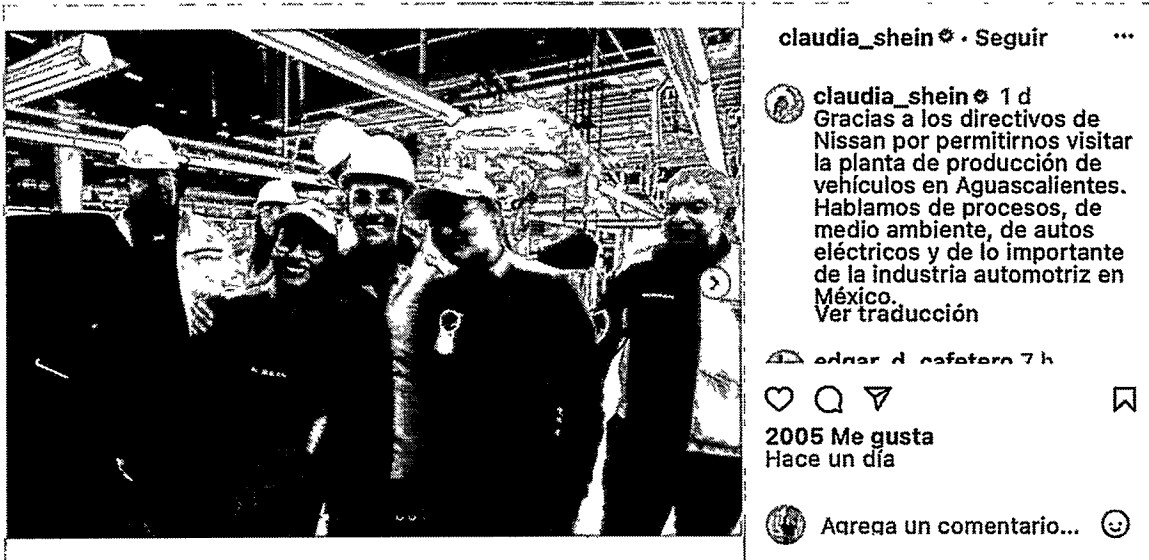 claudia_shein • Seguir
claudia_shein 1 d
Gracias a los directivos de
Nissan por permitirnos visitar
la planta de producción de
vehículos en Aguascalientes.
Hablamos de procesos, de
medio ambiente, de autos
eléctricos y de lo importante
de la industria automotriz en
México.
Ver traducción
edgar_d_cafetero 7 h
2005 Me gusta
Hace un día
Agrega un comentario...